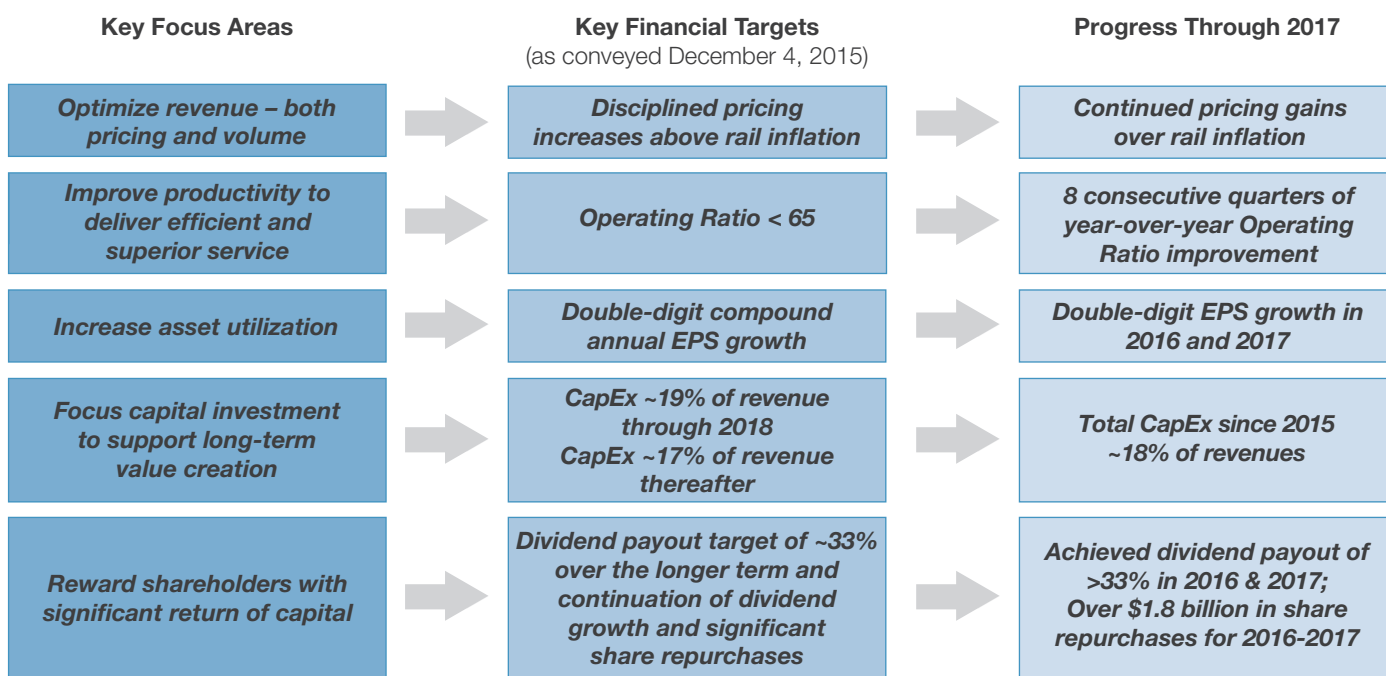 Key Focus Areas
Key Financial Targets
(as conveyed December 4, 2015)
Progress Through 2017
Optimize revenue – both
pricing and volume
Disciplined pricing
increases above rail inflation
Continued pricing gains
over rail inflation
Improve productivity to
deliver efficient and
superior service
Operating Ratio < 65
8 consecutive quarters of
year-over-year Operating
Ratio improvement
Increase asset utilization
Double-digit compound
annual EPS growth
Double-digit EPS growth in
2016 and 2017
Focus capital investment
to support long-term
value creation
CapEx ~19% of revenue
through 2018
CapEx ~17% of revenue
thereafter
Total CapEx since 2015
~18% of revenues
Reward shareholders with
significant return of capital
Dividend payout target of ~33%
over the longer term and
continuation of dividend
growth and significant
share repurchases
Achieved dividend payout of
>33% in 2016 & 2017;
Over $1.8 billion in share
repurchases for 2016-2017